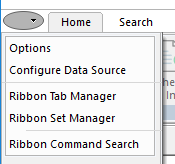 Home Search
Options
Configure Data Source
Ribbon Tab Manager
Ribbon Set Manager
Ribbon Command Search